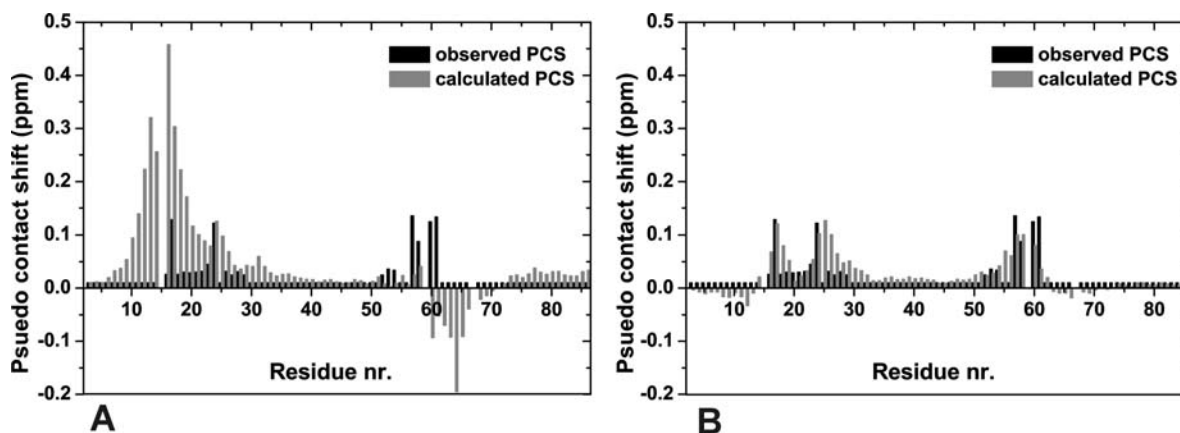 0.5
0.4
0.3
0.2
0.1
0.0
-0.1
-0.2
Psuedo contact shift (ppm)
observed PCS
calculated PCS
10 20 30 40 50 60 70 80
Residue nr.
A
0.5
0.4
0.3
0.2
0.1
0.0
-0.1
-0.2
Psuedo contact shift (ppm)
observed PCS
calculated PCS
10 20 30 40 50 60 70 80
Residue nr.
B